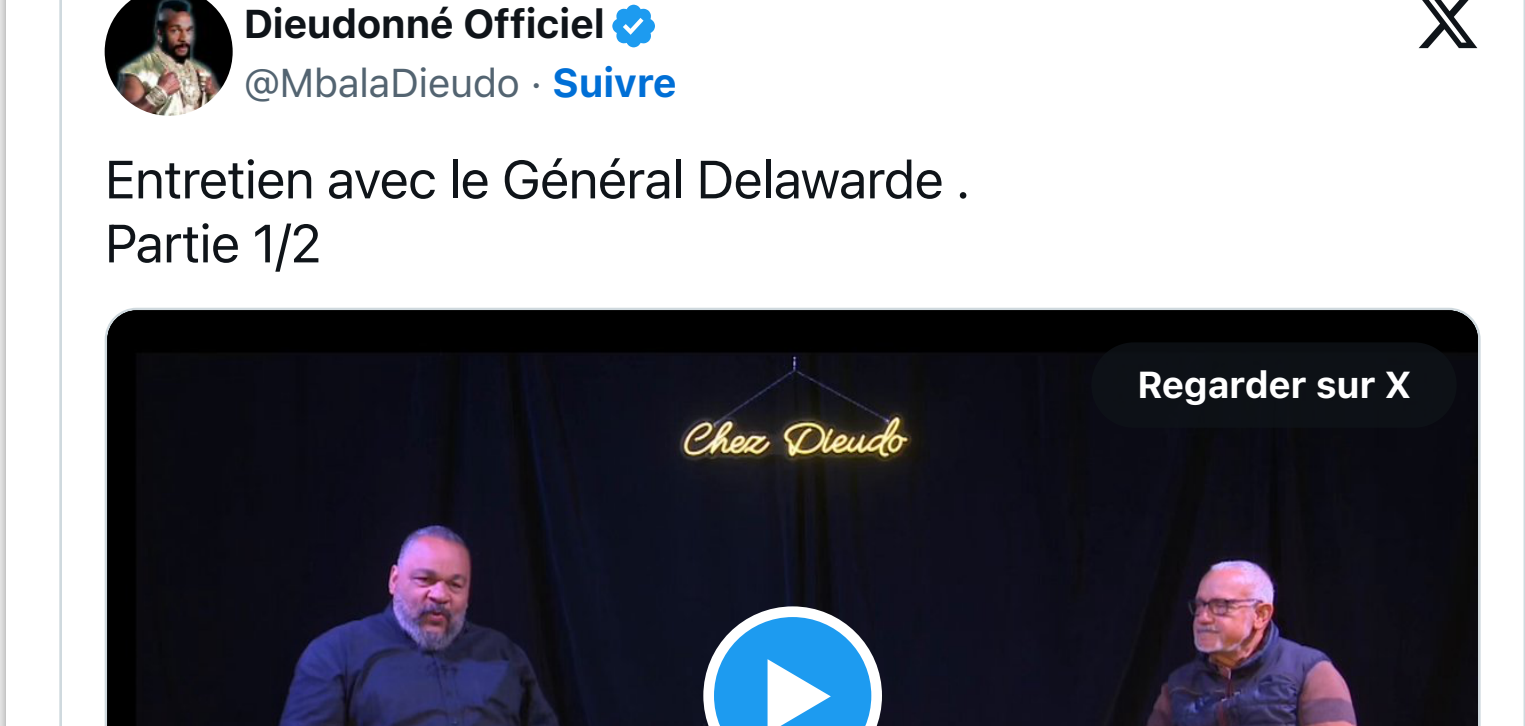 Dieudonné Officiel
@MbalaDieudo · Suivre
Entretien avec le Général Delawarde .
Partie 1/2
Regarder sur X
Chez Dieudo